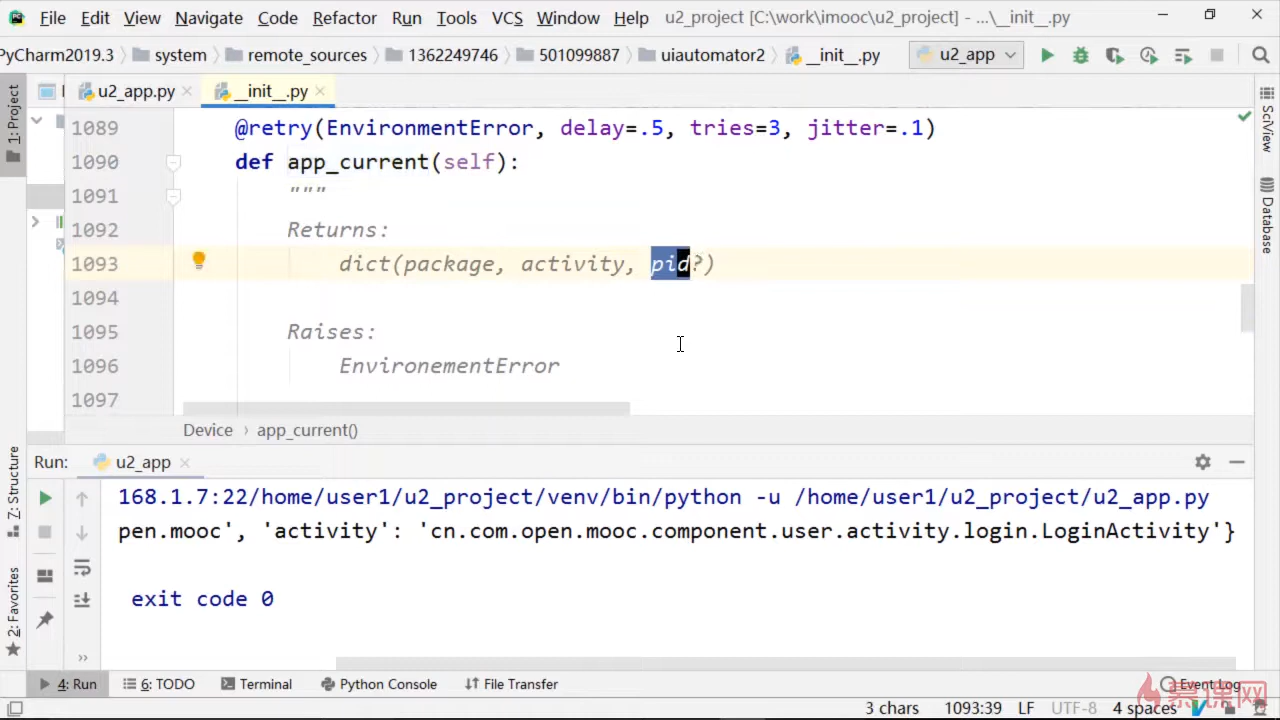 File Edit View Navigate Code Refactor Run Tools VCS Window Help u2_project [C:\work\imooc\u2_project] - ...\__init__.py
PyCharm2019.3 system remote_sources 1362249746 501099887 uiautomator2 __init__.py u2_app
1: Project
u2_app.py __init__.py
1089 @retry(EnvironmentError, delay=.5, tries=3, jitter=.1)
1090 def app_current(self):
1091 """
1092 Returns:
1093 dict(package, activity, pid?)
1094
1095 Raises:
1096 EnvironementError
1097
SciView
Database
Device › app_current()
Run: u2_app
168.1.7:22/home/user1/u2_project/venv/bin/python -u /home/user1/u2_project/u2_app.py
pen.mooc', 'activity': 'cn.com.open.mooc.component.user.activity.login.LoginActivity'}
exit code 0
Z: Structure
2: Favorites
4: Run 6: TODO Terminal Python Console File Transfer Event Log
慕课网
3 chars 1093:39 LF UTF-8 4 spaces